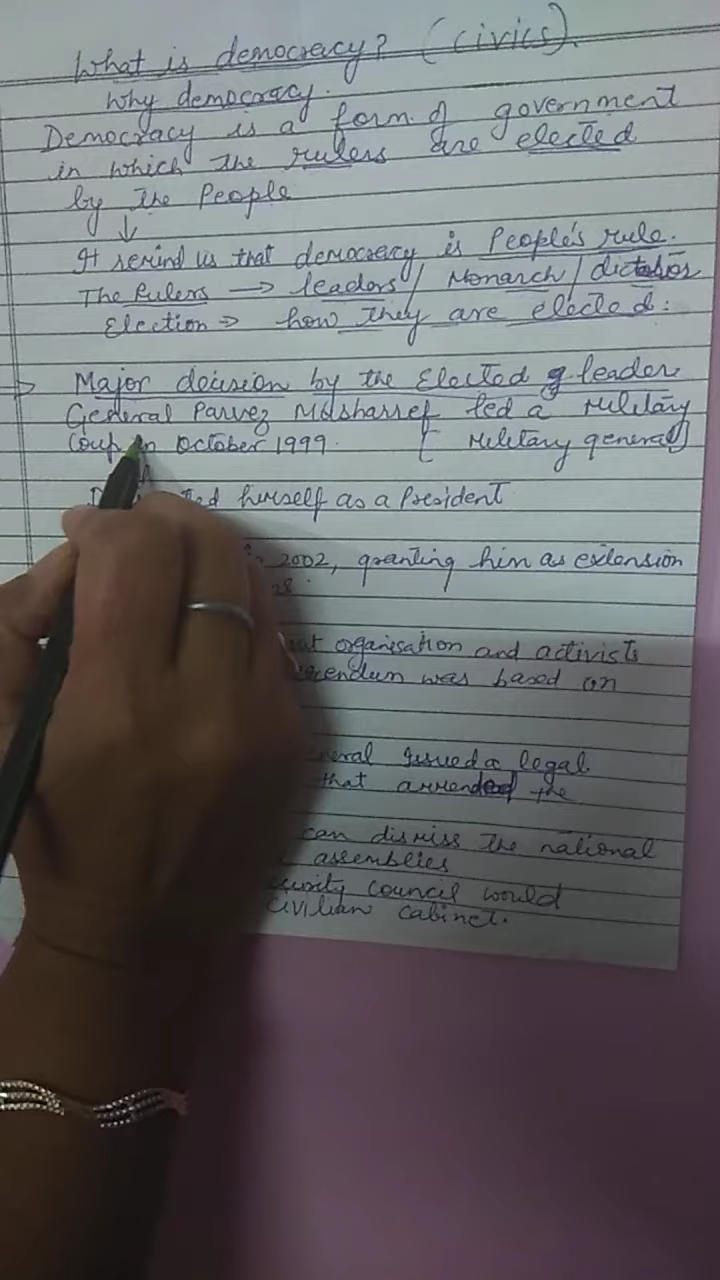 What is democracy? (civics).
Why democracy.
Democracy is a form of government
in which the rulers are elected
by the People
↓
It remind us that democracy is People's rule.
The Rulers → leaders / Monarch / dictators
Election ⇒ how they are elected:
→ Major decision by the Elected leader
General Parvez Mosharref led a Military
Coup in October 1999. [Military general]
himself as a President
in 2002, granting him as extension
organisation and activists
was based on
Issued a legal
that amended the
can dismiss the national
assemblies
council would
civilian cabinet.